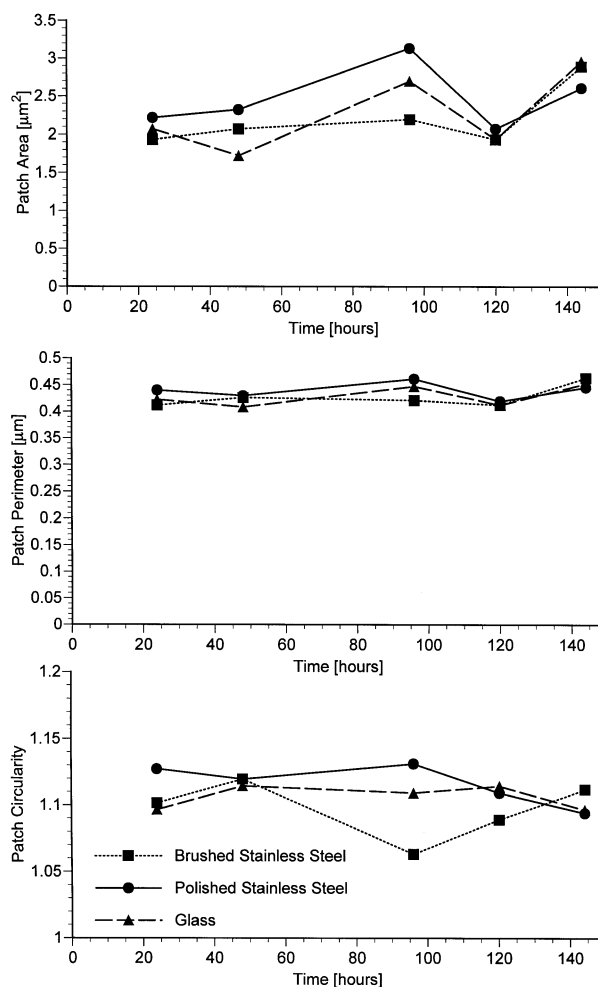 3.5
3
2.5
2
1.5
1
0.5
0
Patch Area [μm²]
0 20 40 60 80 100 120 140
Time [hours]
0.5
0.45
0.4
0.35
0.3
0.25
0.2
0.15
0.1
0.05
0
Patch Perimeter [μm]
0 20 40 60 80 100 120 140
Time [hours]
1.2
1.15
1.1
1.05
1
Patch Circularity
Brushed Stainless Steel
Polished Stainless Steel
Glass
0 20 40 60 80 100 120 140
Time [hours]